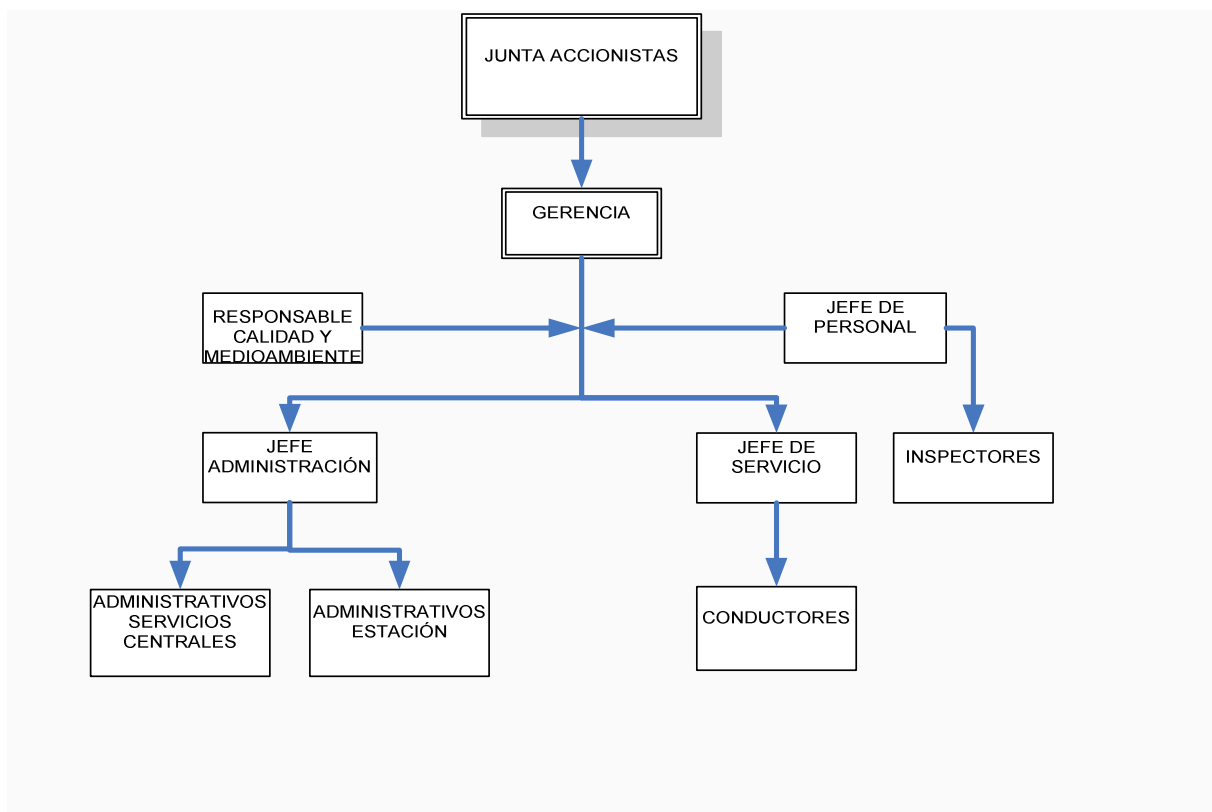 JUNTA ACCIONISTAS
GERENCIA
RESPONSABLE
CALIDAD Y
MEDIOAMBIENTE
JEFE DE
PERSONAL
JEFE
ADMINISTRACIÓN
JEFE DE
SERVICIO
INSPECTORES
ADMINISTRATIVOS
SERVICIOS
CENTRALES
ADMINISTRATIVOS
ESTACIÓN
CONDUCTORES